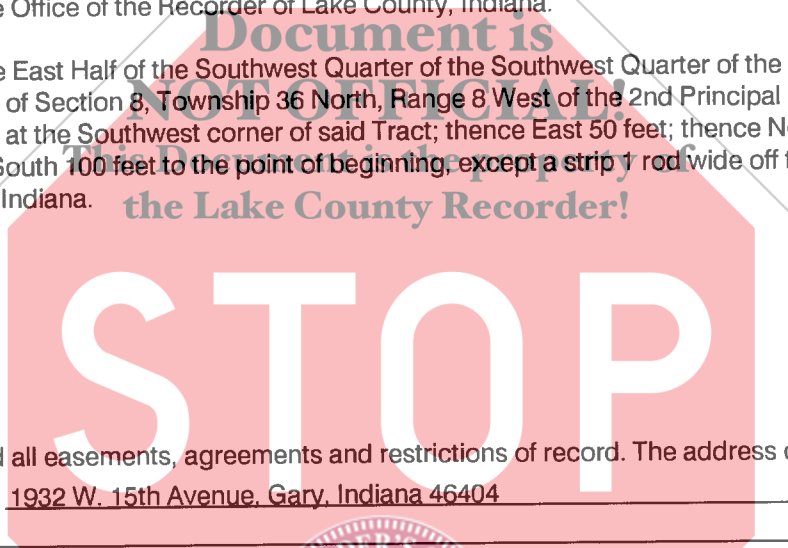 e Office of the Recorder of Lake County, Indiana.
Document is
e East Half of the Southwest Quarter of the Southwest Quarter of the
NOT OFFICIAL!
of Section 8, Township 36 North, Range 8 West of the 2nd Principal
at the Southwest corner of said Tract; thence East 50 feet; thence N
This Document is the property of
South 100 feet to the point of beginning, except a strip 1 rod wide off
Indiana.
the Lake County Recorder!
STOP
all easements, agreements and restrictions of record. The address
1932 W. 15th Avenue, Gary, Indiana 46404